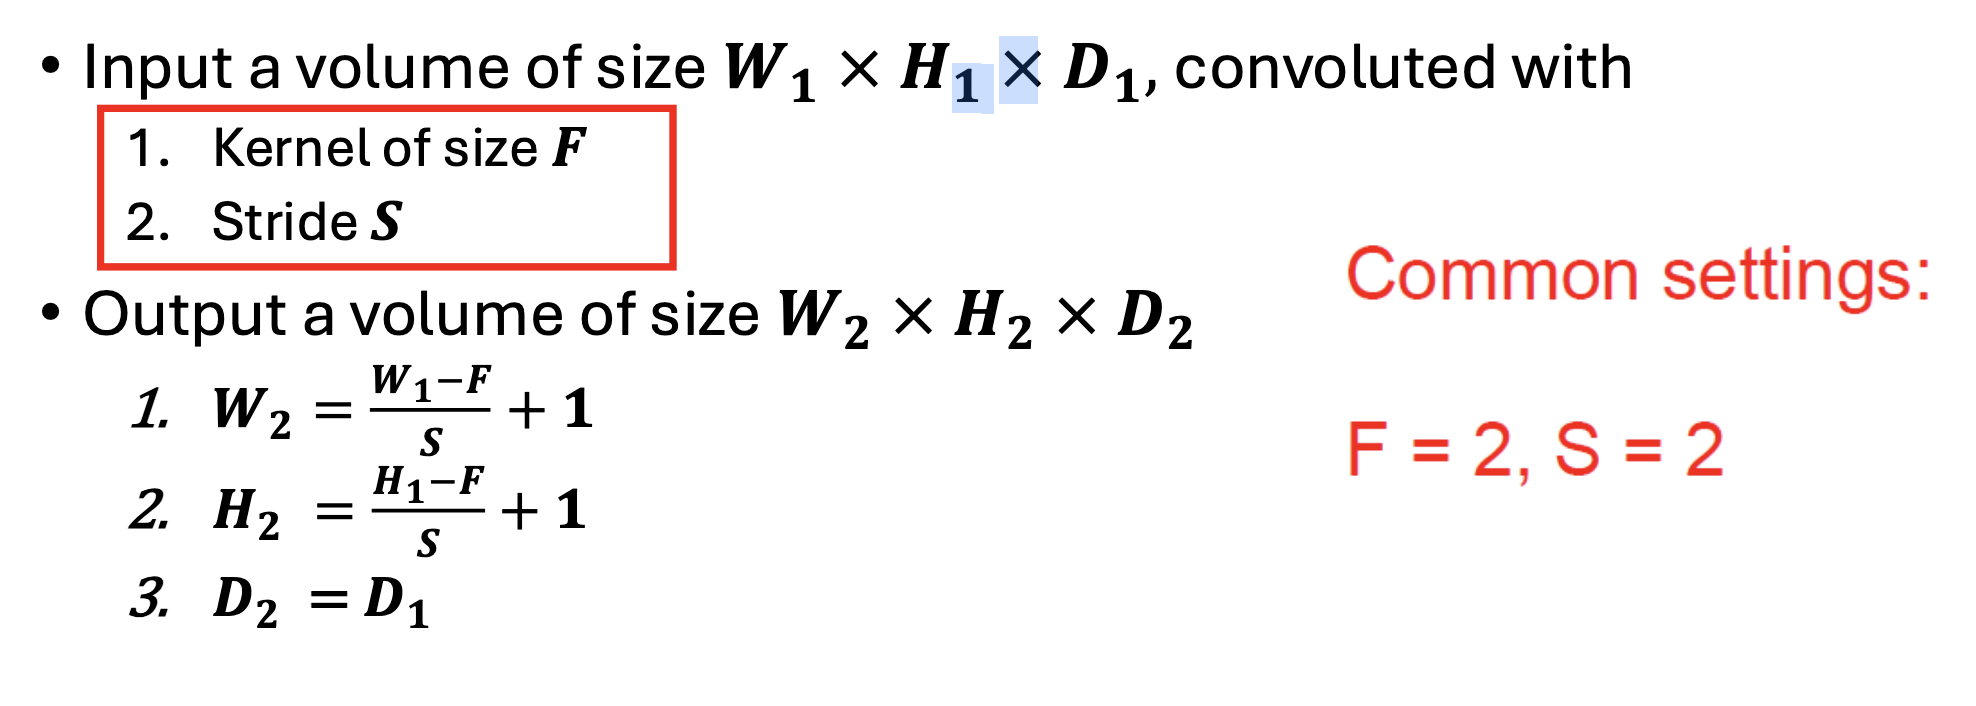 • Input a volume of size W₁ × H₁ × D₁, convoluted with
1. Kernel of size F
2. Stride S
• Output a volume of size W₂ × H₂ × D₂
1. W₂ = (W₁−F)/S + 1
2. H₂ = (H₁−F)/S + 1
3. D₂ = D₁
Common settings:
F = 2, S = 2